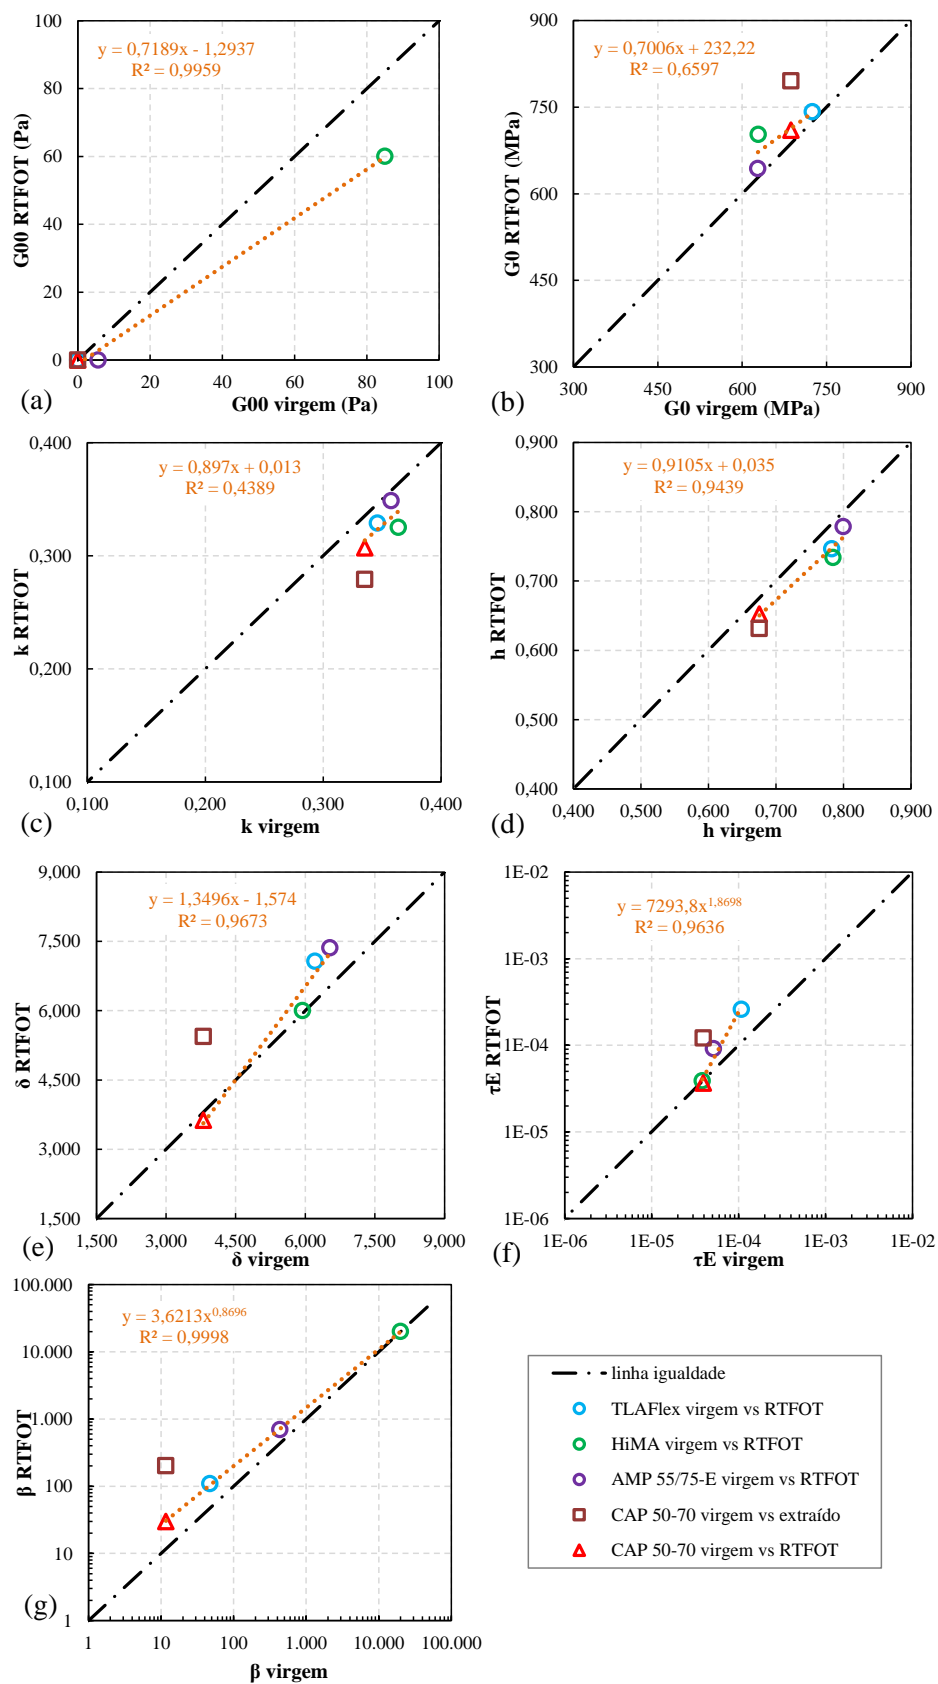 100
80
60
40
20
0
G00 RTFOT (Pa)
y = 0,7189x - 1,2937
R² = 0,9959
0
20
40
60
80
100
G00 virgem (Pa)
(a)
900
750
600
450
300
G0 RTFOT (MPa)
y = 0,7006x + 232,22
R² = 0,6597
300
450
600
750
900
G0 virgem (MPa)
(b)
0,400
0,300
0,200
0,100
k RTFOT
y = 0,897x + 0,013
R² = 0,4389
0,100
0,200
0,300
0,400
k virgem
(c)
0,900
0,800
0,700
0,600
0,500
0,400
h RTFOT
y = 0,9105x + 0,035
R² = 0,9439
0,400
0,500
0,600
0,700
0,800
0,900
h virgem
(d)
9,000
7,500
6,000
4,500
3,000
1,500
δ RTFOT
y = 1,3496x - 1,574
R² = 0,9673
1,500
3,000
4,500
6,000
7,500
9,000
δ virgem
(e)
1E-02
1E-03
1E-04
1E-05
1E-06
τE RTFOT
y = 7293,8x^1,8698
R² = 0,9636
1E-06
1E-05
1E-04
1E-03
1E-02
τE virgem
(f)
100.000
10.000
1.000
100
10
1
β RTFOT
y = 3,6213x^0,8696
R² = 0,9998
1
10
100
1.000
10.000
100.000
β virgem
(g)
linha igualdade
TLAFlex virgem vs RTFOT
HiMA virgem vs RTFOT
AMP 55/75-E virgem vs RTFOT
CAP 50-70 virgem vs extraído
CAP 50-70 virgem vs RTFOT